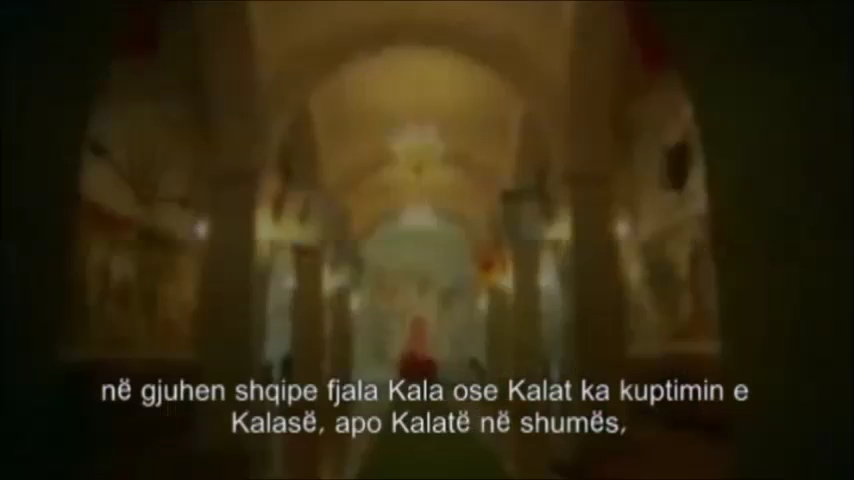 në gjuhen shqipe fjala Kala ose Kalat ka kuptimin e
Kalasë, apo Kalatë në shumës,